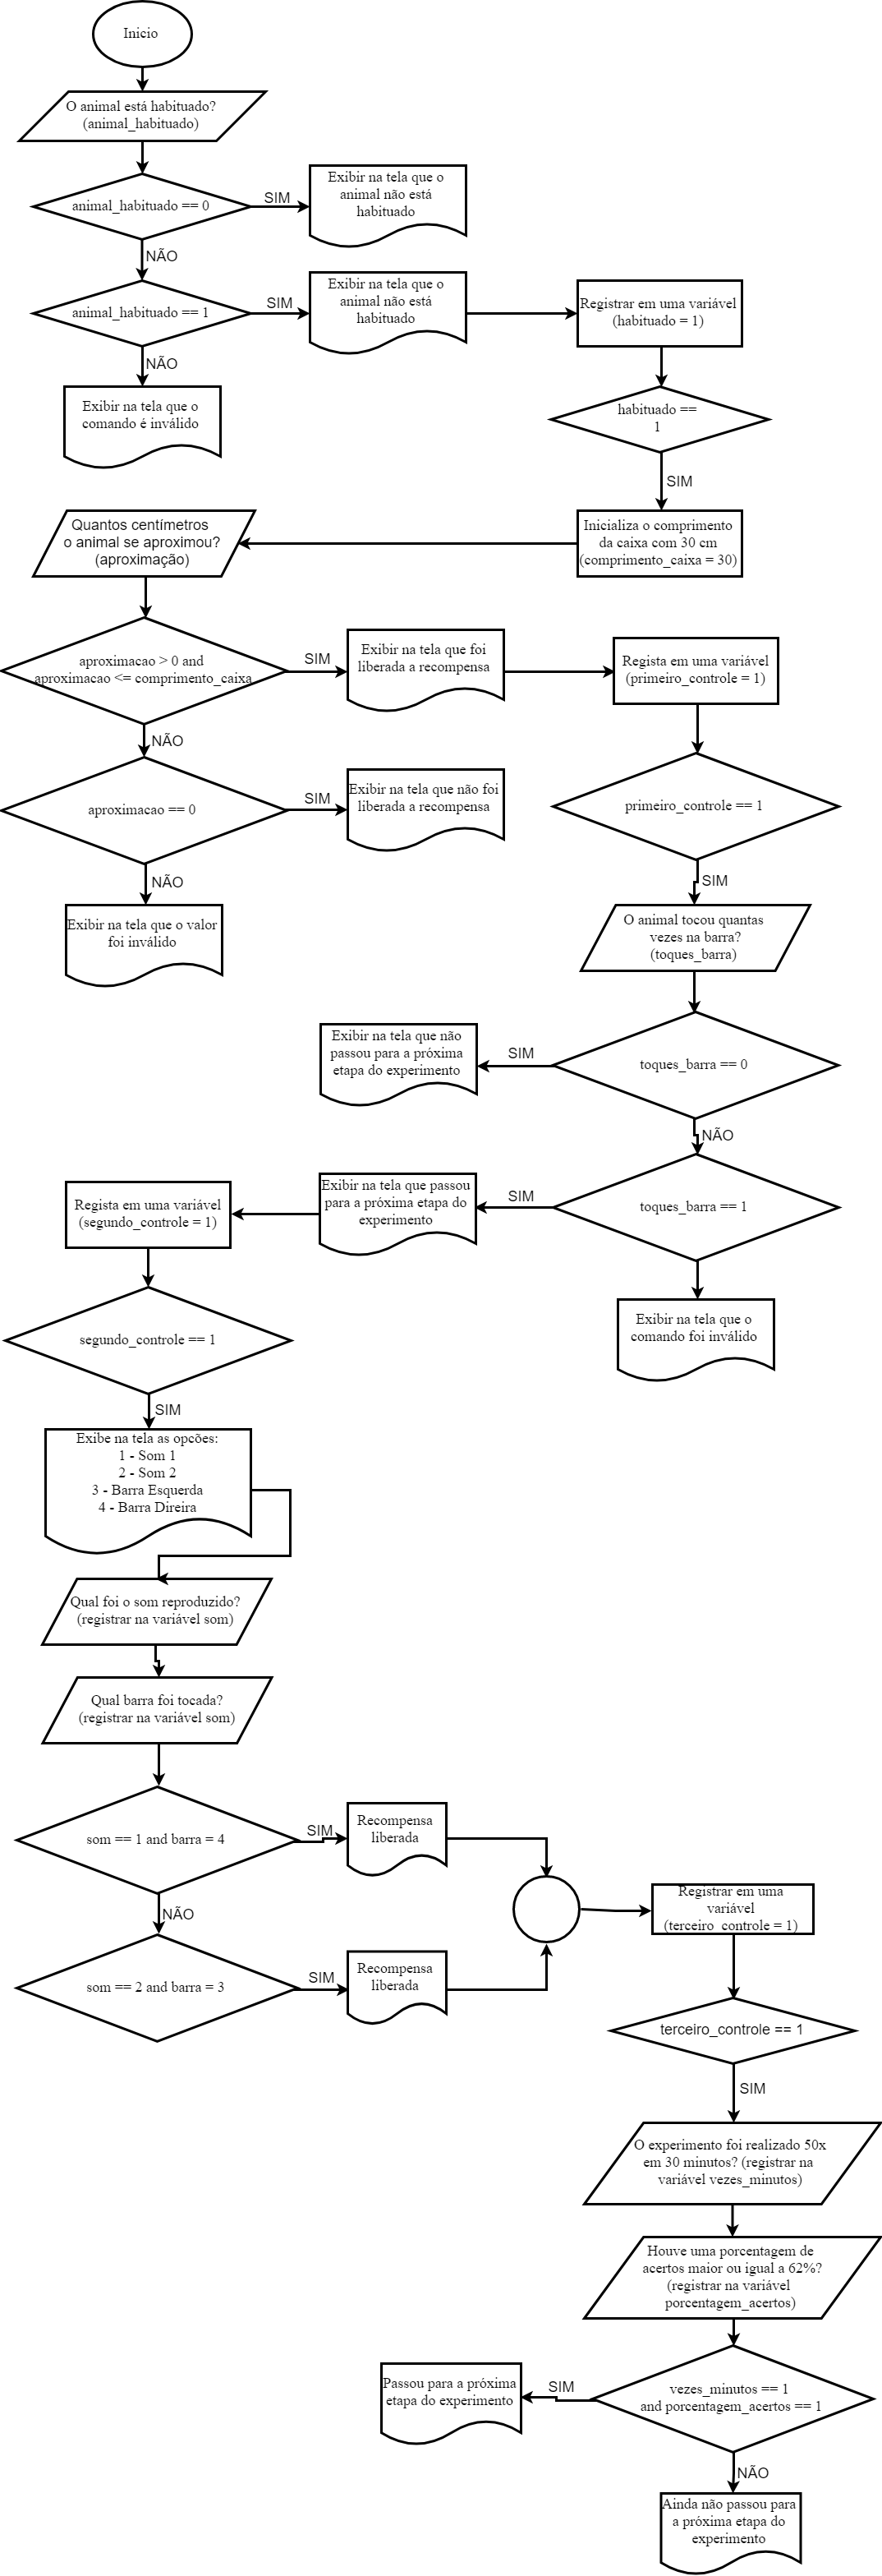 Inicio
O animal está habituado?
(animal_habituado)
animal_habituado == 0
SIM
Exibir na tela que o
animal não está
habituado
NÃO
animal_habituado == 1
SIM
Exibir na tela que o
animal não está
habituado
Registrar em uma variável
(habituado = 1)
NÃO
Exibir na tela que o
comando é inválido
habituado ==
1
SIM
Inicializa o comprimento
da caixa com 30 cm
(comprimento_caixa = 30)
Quantos centímetros
o animal se aproximou?
(aproximação)
aproximacao > 0 and
aproximacao <= comprimento_caixa
SIM
Exibir na tela que foi
liberada a recompensa
Regista em uma variável
(primeiro_controle = 1)
NÃO
aproximacao == 0
SIM
Exibir na tela que não foi
liberada a recompensa
primeiro_controle == 1
NÃO
Exibir na tela que o valor
foi inválido
SIM
O animal tocou quantas
vezes na barra?
(toques_barra)
toques_barra == 0
SIM
Exibir na tela que não
passou para a próxima
etapa do experimento
NÃO
toques_barra == 1
SIM
Exibir na tela que passou
para a próxima etapa do
experimento
Regista em uma variável
(segundo_controle = 1)
Exibir na tela que o
comando foi inválido
segundo_controle == 1
SIM
Exibe na tela as opções:
1 - Som 1
2 - Som 2
3 - Barra Esquerda
4 - Barra Direira
Qual foi o som reproduzido?
(registrar na variável som)
Qual barra foi tocada?
(registrar na variável som)
som == 1 and barra = 4
SIM
Recompensa
liberada
NÃO
som == 2 and barra = 3
SIM
Recompensa
liberada
Registrar em uma
variável
(terceiro_controle = 1)
terceiro_controle == 1
SIM
O experimento foi realizado 50x
em 30 minutos? (registrar na
variável vezes_minutos)
Houve uma porcentagem de
acertos maior ou igual a 62%?
(registrar na variável
porcentagem_acertos)
vezes_minutos == 1
and porcentagem_acertos == 1
SIM
Passou para a próxima
etapa do experimento
NÃO
Ainda não passou para
a próxima etapa do
experimento